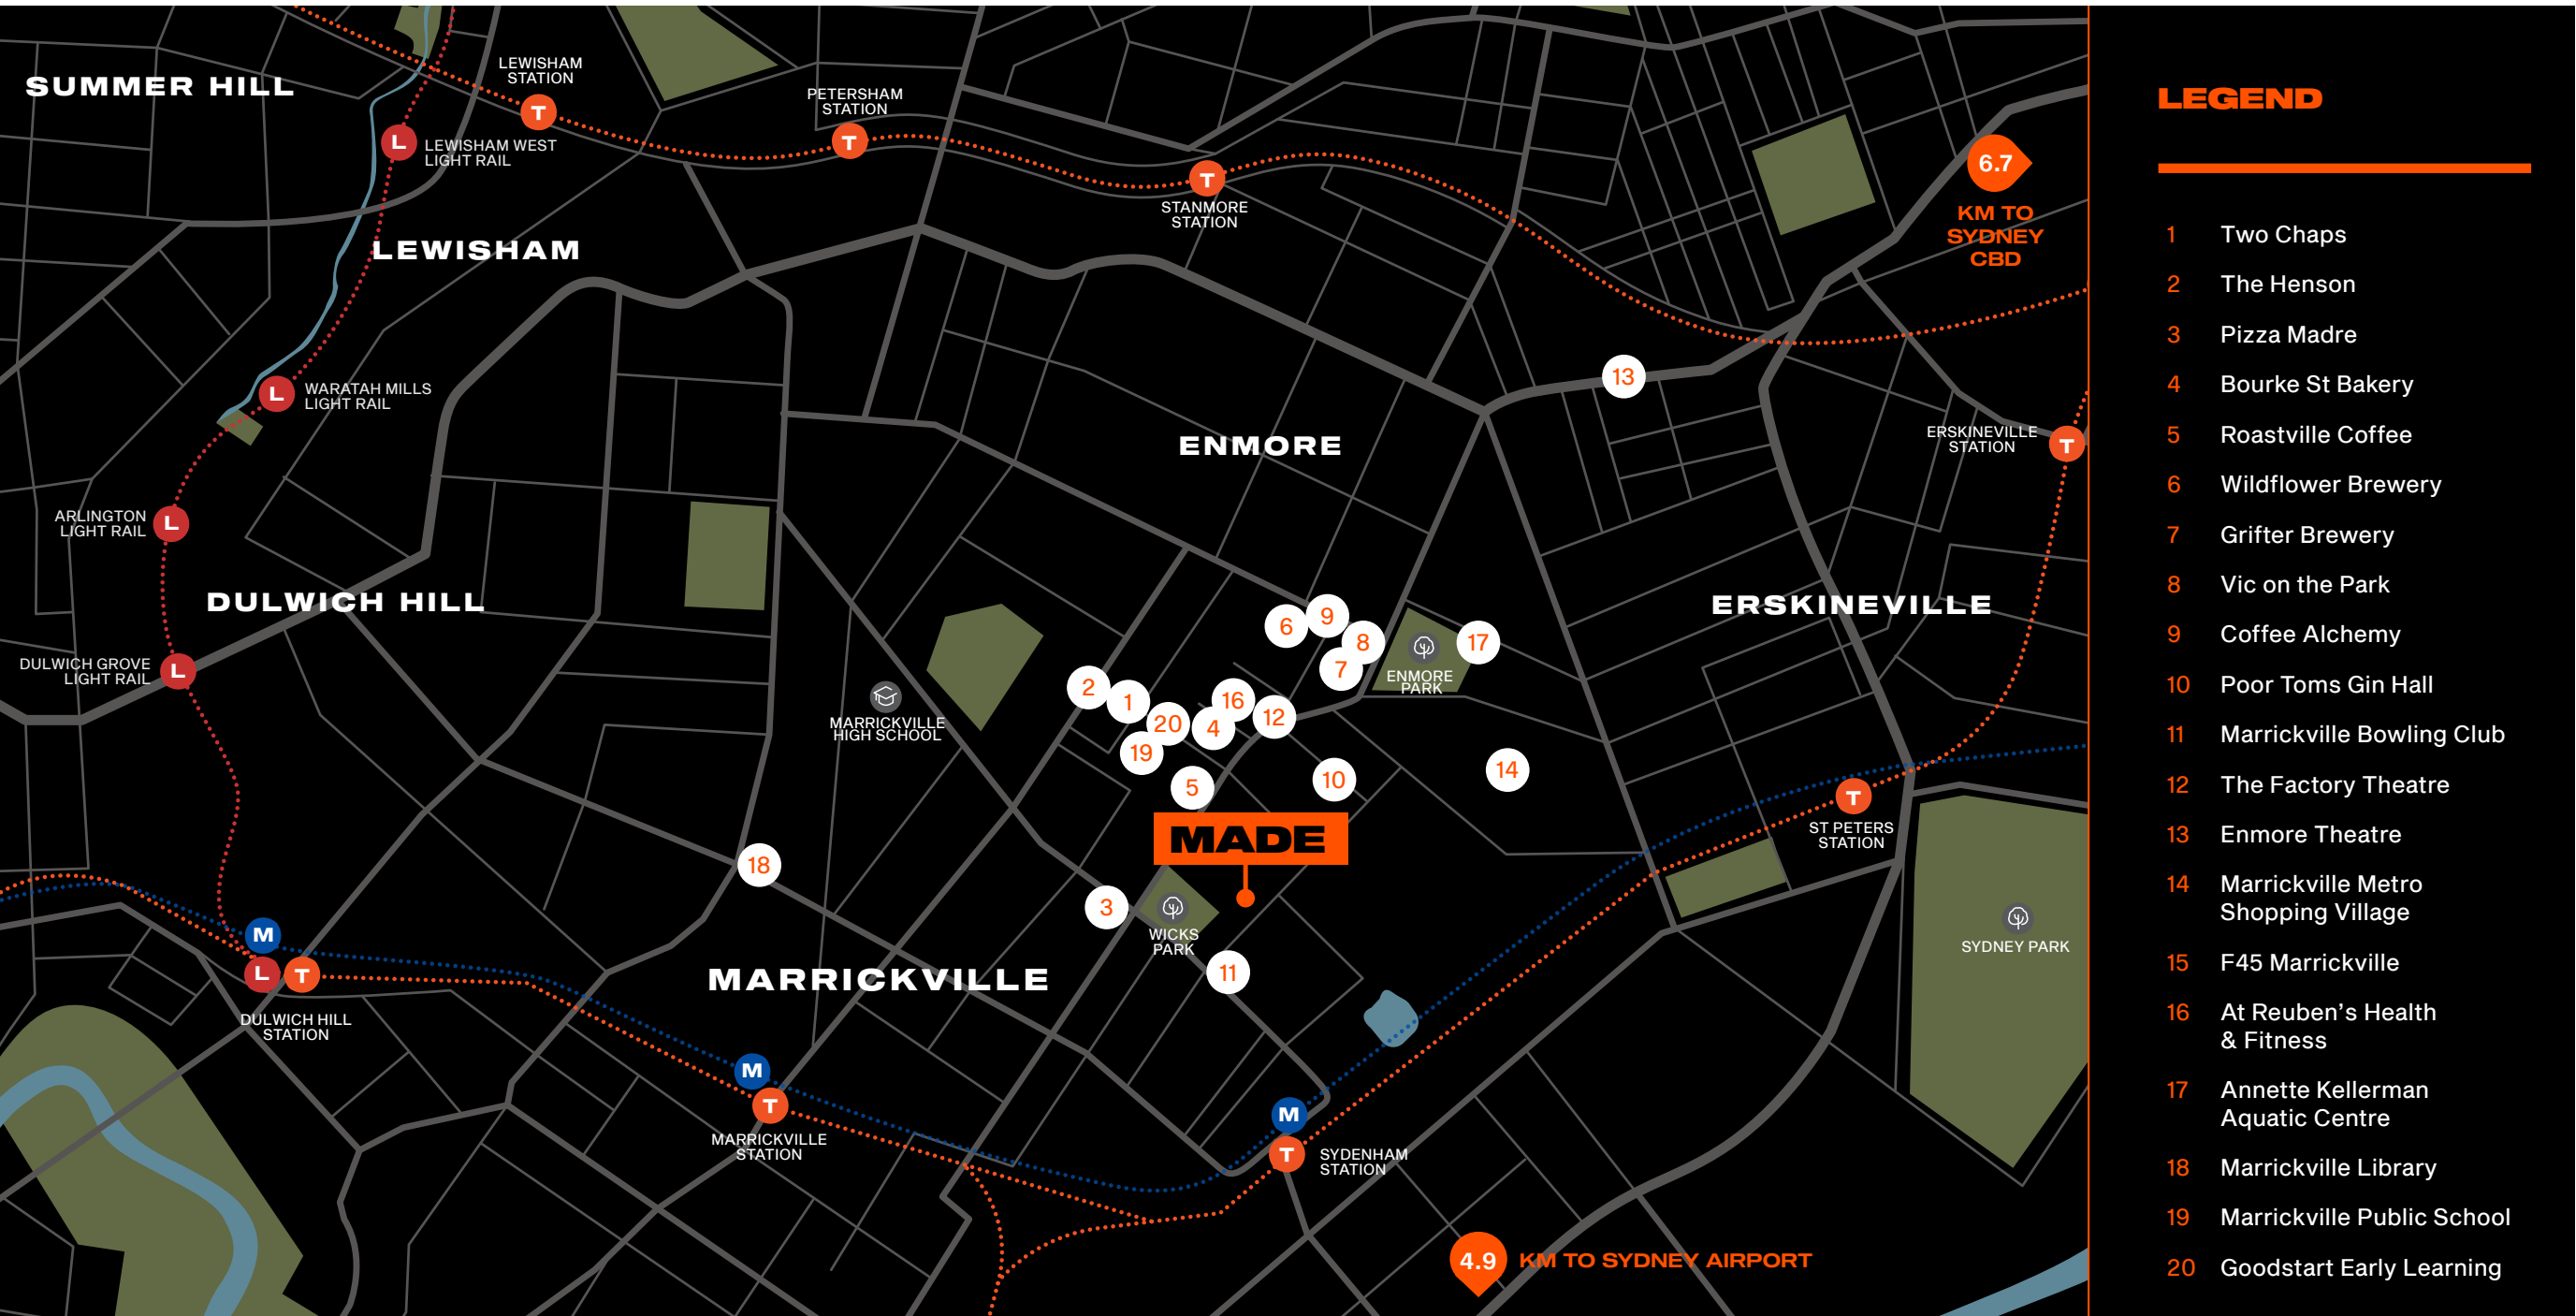 SUMMER HILL
LEWISHAM
STATION
T
PETERSHAM
STATION
T
L
LEWISHAM WEST
LIGHT RAIL
T
STANMORE
STATION
6.7
KM TO
SYDNEY
CBD
LEWISHAM
L
WARATAH MILLS
LIGHT RAIL
13
ENMORE
ERSKINEVILLE
STATION
T
ARLINGTON
LIGHT RAIL
L
DULWICH HILL
ERSKINEVILLE
6
9
8
7
17
ENMORE
PARK
DULWICH GROVE
LIGHT RAIL
L
MARRICKVILLE
HIGH SCHOOL
2
1
16
12
20
4
19
5
10
14
MADE
T
ST PETERS
STATION
18
3
WICKS
PARK
11
SYDNEY PARK
M
L
T
DULWICH HILL
STATION
MARRICKVILLE
M
T
MARRICKVILLE
STATION
M
T
SYDENHAM
STATION
4.9
KM TO SYDNEY AIRPORT
LEGEND
1 Two Chaps
2 The Henson
3 Pizza Madre
4 Bourke St Bakery
5 Roastville Coffee
6 Wildflower Brewery
7 Grifter Brewery
8 Vic on the Park
9 Coffee Alchemy
10 Poor Toms Gin Hall
11 Marrickville Bowling Club
12 The Factory Theatre
13 Enmore Theatre
14 Marrickville Metro
Shopping Village
15 F45 Marrickville
16 At Reuben's Health
& Fitness
17 Annette Kellerman
Aquatic Centre
18 Marrickville Library
19 Marrickville Public School
20 Goodstart Early Learning